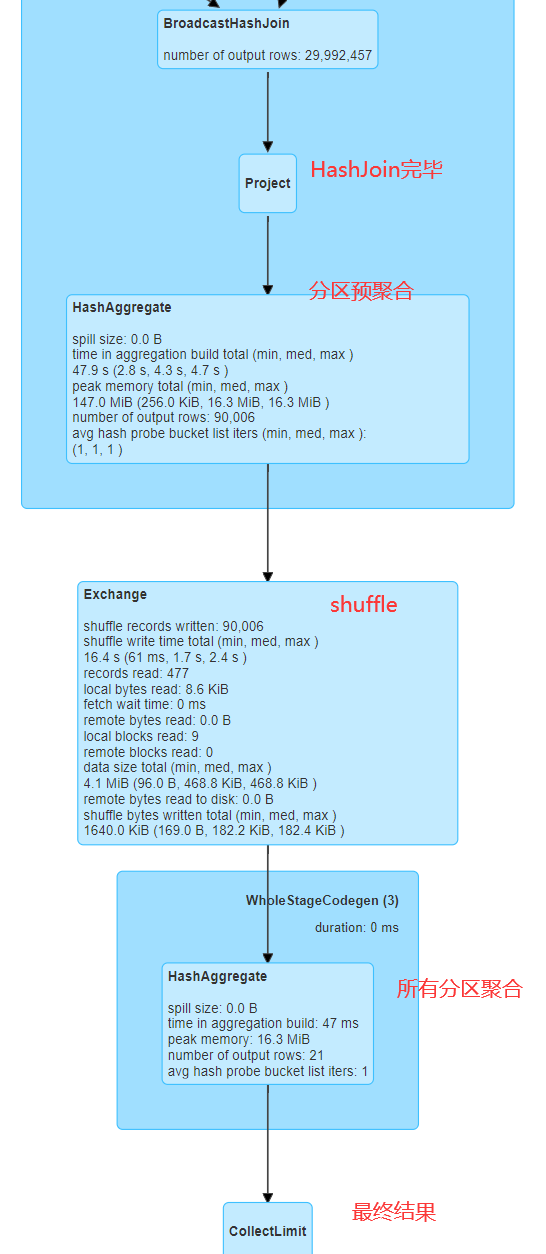 BroadcastHashJoin
number of output rows: 29,992,457
Project
HashJoin完毕
分区预聚合
HashAggregate
spill size: 0.0 B
time in aggregation build total (min, med, max )
47.9 s (2.8 s, 4.3 s, 4.7 s )
peak memory total (min, med, max )
147.0 MiB (256.0 KiB, 16.3 MiB, 16.3 MiB )
number of output rows: 90,006
avg hash probe bucket list iters (min, med, max ):
(1, 1, 1 )
Exchange
shuffle
shuffle records written: 90,006
shuffle write time total (min, med, max )
16.4 s (61 ms, 1.7 s, 2.4 s )
records read: 477
local bytes read: 8.6 KiB
fetch wait time: 0 ms
remote bytes read: 0.0 B
local blocks read: 9
remote blocks read: 0
data size total (min, med, max )
4.1 MiB (96.0 B, 468.8 KiB, 468.8 KiB )
remote bytes read to disk: 0.0 B
shuffle bytes written total (min, med, max )
1640.0 KiB (169.0 B, 182.2 KiB, 182.4 KiB )
WholeStageCodegen (3)
duration: 0 ms
HashAggregate
所有分区聚合
spill size: 0.0 B
time in aggregation build: 47 ms
peak memory: 16.3 MiB
number of output rows: 21
avg hash probe bucket list iters: 1
最终结果
CollectLimit